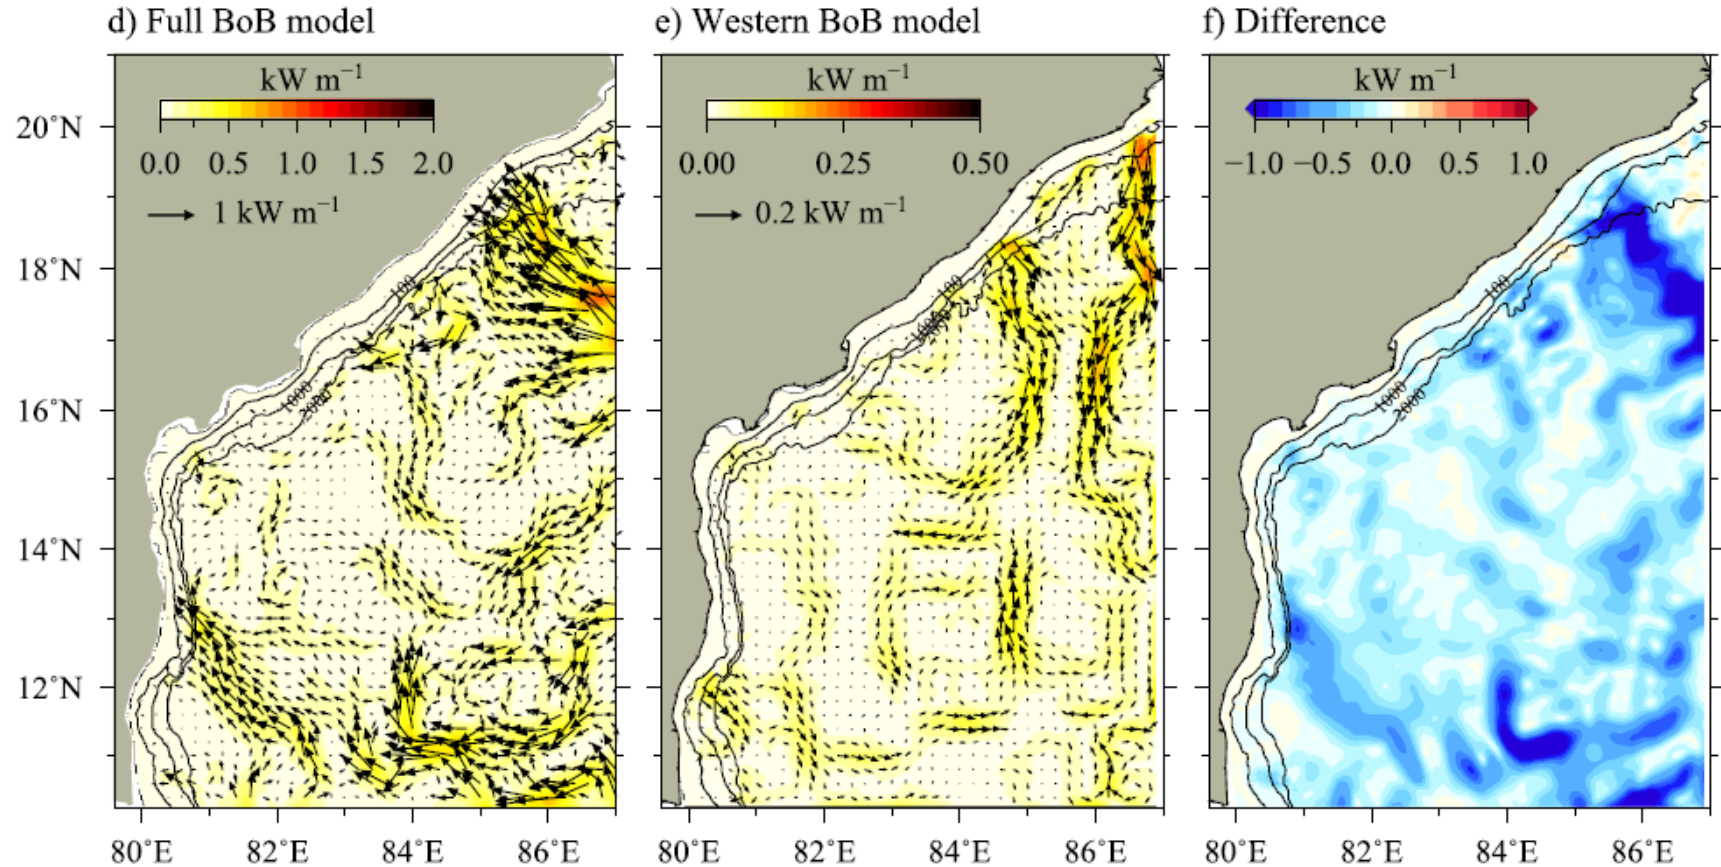 d) Full BoB model e) Western BoB model f) Difference
kW m⁻¹ kW m⁻¹ kW m⁻¹
20°N
0.0 0.5 1.0 1.5 2.0 0.00 0.25 0.50 −1.0 −0.5 0.0 0.5 1.0
1 kW m⁻¹ 0.2 kW m⁻¹
18°N
100 100 100
1000
16°N
1000 2000 1000 2000
14°N
12°N
80°E 82°E 84°E 86°E 80°E 82°E 84°E 86°E 80°E 82°E 84°E 86°E